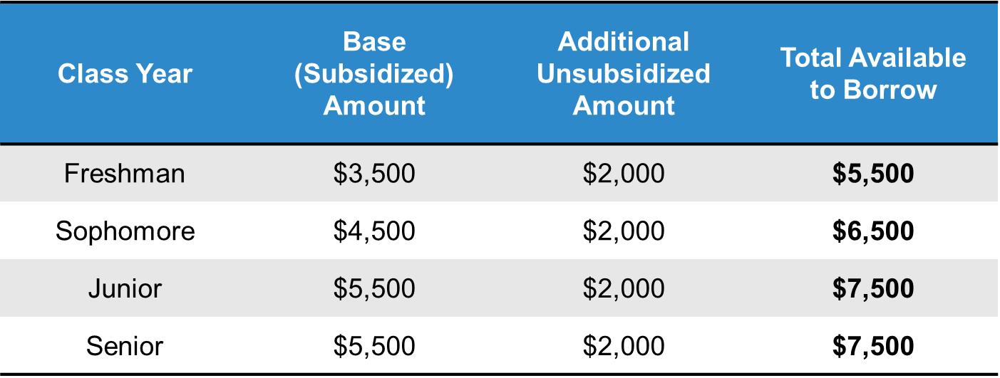 Class Year
Base
(Subsidized)
Amount
Additional
Unsubsidized
Amount
Total Available
to Borrow
Freshman $3,500 $2,000 $5,500
Sophomore $4,500 $2,000 $6,500
Junior $5,500 $2,000 $7,500
Senior $5,500 $2,000 $7,500